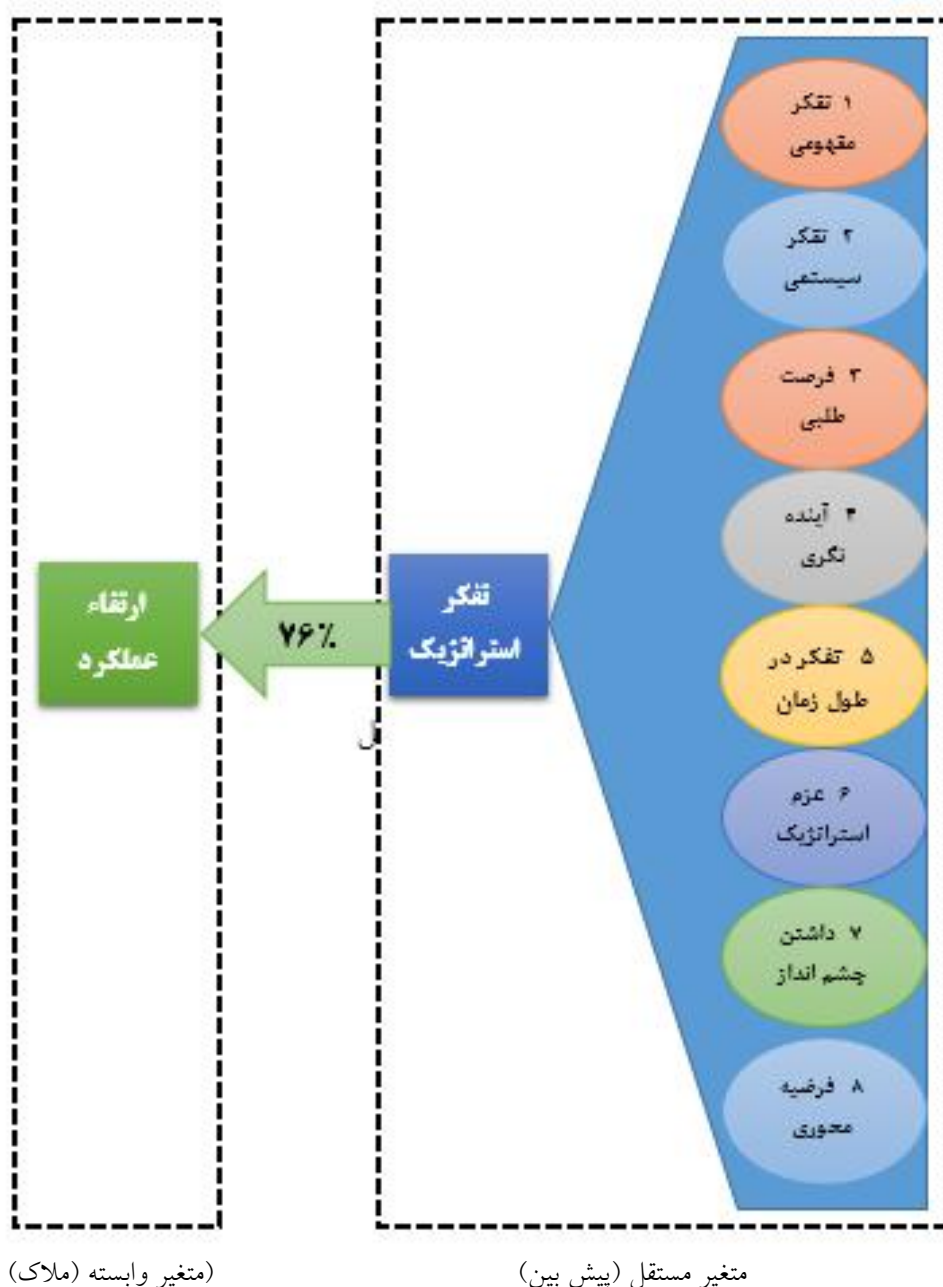 ۱ تفکر
مفهومی
۲ تفکر
سیستمی
۳ فرصت
طلبی
۴ آینده
نگری
۵ تفکر در
طول زمان
۶ عزم
استراتژیک
۷ داشتن
چشم انداز
۸ فرضیه
محوری
تفکر
استراتژیک
۷۶٪
ل
ارتقاء
عملکرد
متغیر مستقل (پیش بین)
(متغیر وابسته (ملاک)